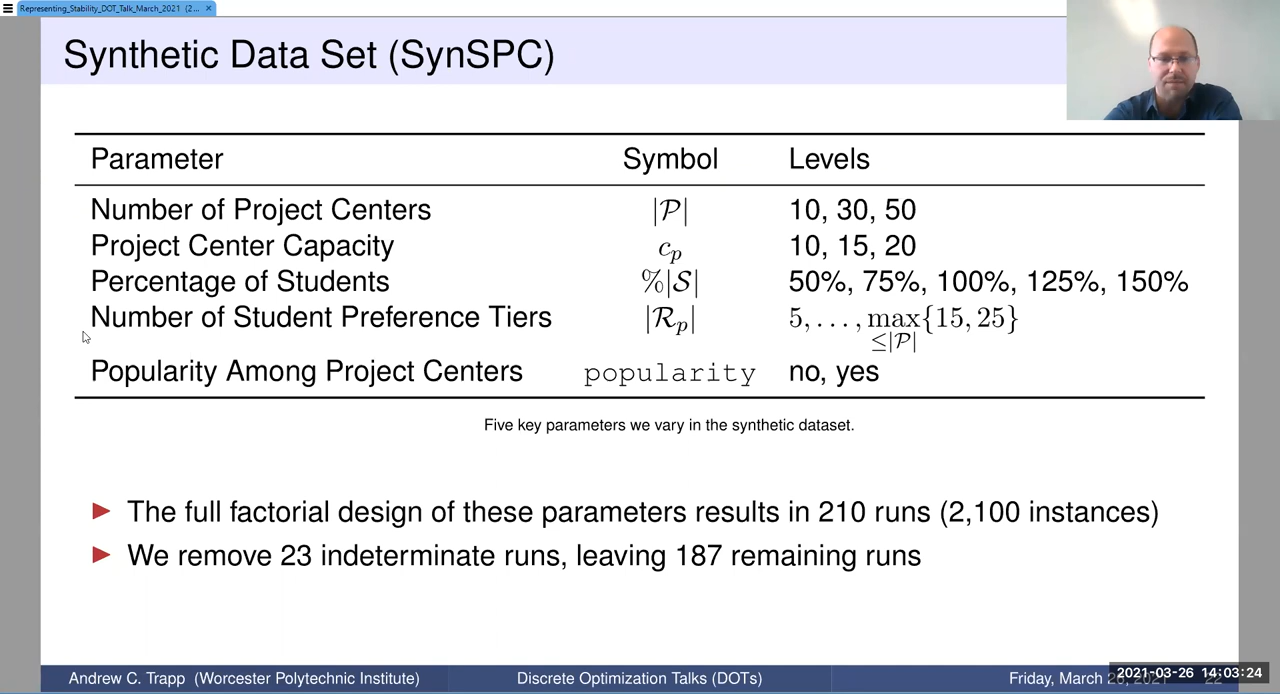 Representing_Stability_DOT_Talk_March_2021 (2... ×
Synthetic Data Set (SynSPC)
Parameter Symbol Levels
Number of Project Centers |𝒫| 10, 30, 50
Project Center Capacity c_p 10, 15, 20
Percentage of Students %|𝒮| 50%, 75%, 100%, 125%, 150%
Number of Student Preference Tiers |ℛ_p| 5, . . . , max{15, 25}
≤|𝒫|
Popularity Among Project Centers popularity no, yes
Five key parameters we vary in the synthetic dataset.
▶ The full factorial design of these parameters results in 210 runs (2,100 instances)
▶ We remove 23 indeterminate runs, leaving 187 remaining runs
Andrew C. Trapp (Worcester Polytechnic Institute) Discrete Optimization Talks (DOTs) Friday, March
2021-03-26 14:03:24